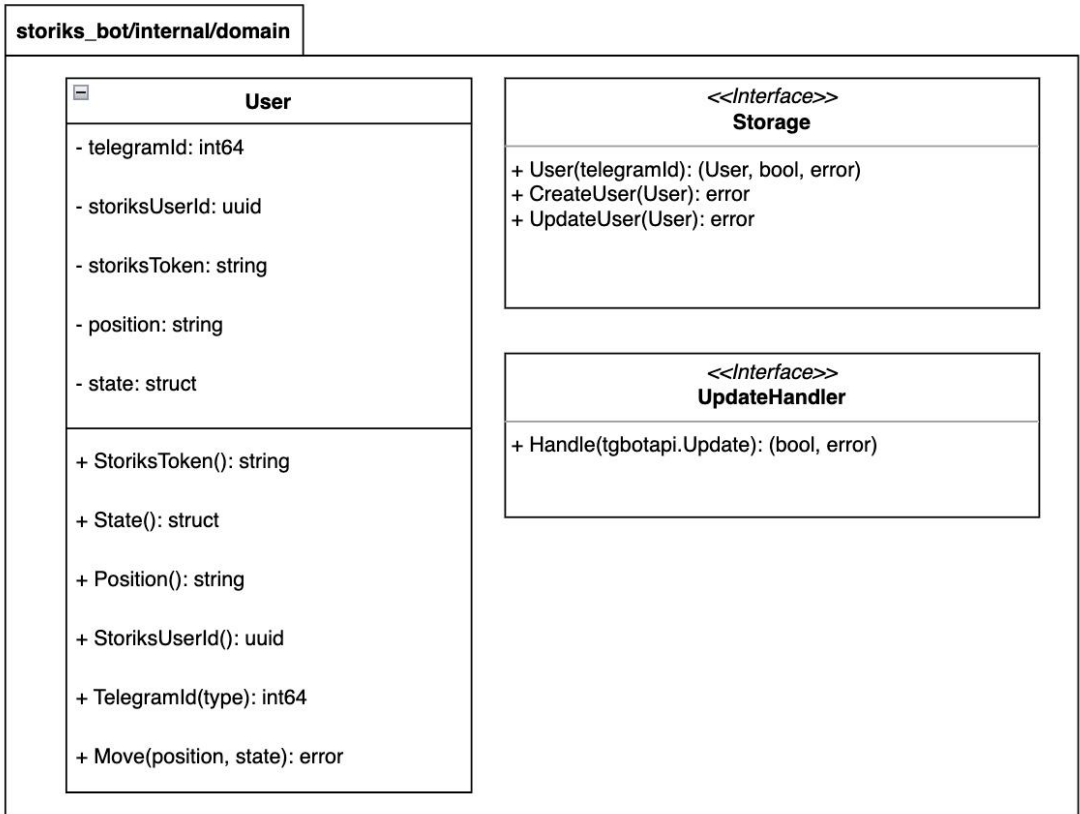 storiks_bot/internal/domain
User
- telegramId: int64
- storiksUserId: uuid
- storiksToken: string
- position: string
- state: struct
+ StoriksToken(): string
+ State(): struct
+ Position(): string
+ StoriksUserId(): uuid
+ TelegramId(type): int64
+ Move(position, state): error
<<Interface>>
Storage
+ User(telegramId): (User, bool, error)
+ CreateUser(User): error
+ UpdateUser(User): error
<<Interface>>
UpdateHandler
+ Handle(tgbotapi.Update): (bool, error)